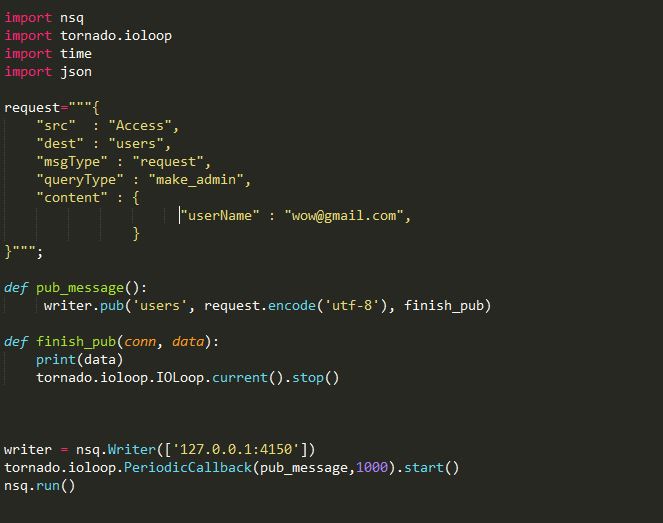 import nsq
import tornado.ioloop
import time
import json
request="""{
"src"  : "Access",
"dest" : "users",
"msgType" : "request",
"queryType" : "make_admin",
"content" : {
"userName" : "wow@gmail.com",
}
}""";
def pub_message():
writer.pub('users', request.encode('utf-8'), finish_pub)
def finish_pub(conn, data):
print(data)
tornado.ioloop.IOLoop.current().stop()
writer = nsq.Writer(['127.0.0.1:4150'])
tornado.ioloop.PeriodicCallback(pub_message,1000).start()
nsq.run()